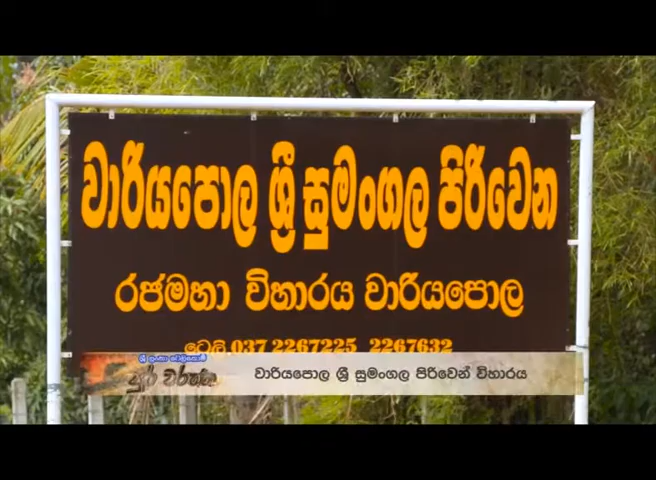 වාරියපොල ශ්‍රී සුමංගල පිරිවෙන
රජමහා විහාරය වාරියපොල
ටෙලි.037 2267225 2267632
ශ්‍රී ලංකා ටෙලිකොම්
වාරියපොල ශ්‍රී සුමංගල පිරිවෙන් විහාරය